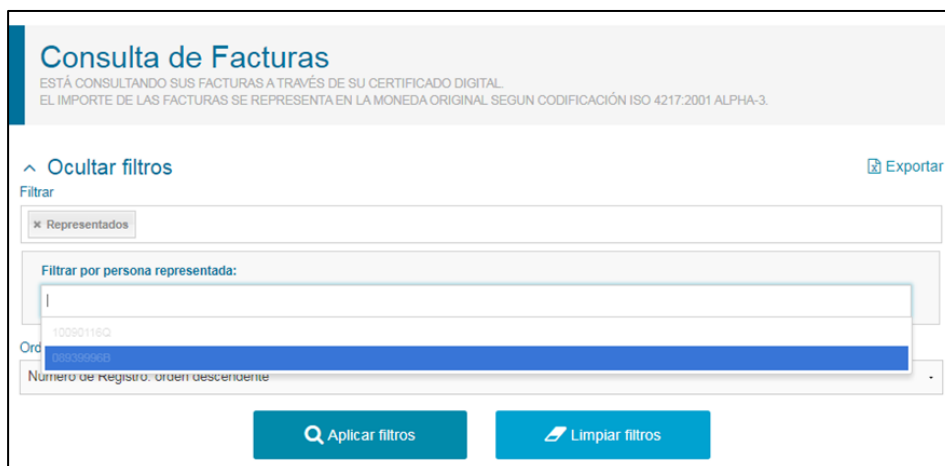 Consulta de Facturas
ESTÁ CONSULTANDO SUS FACTURAS A TRAVÉS DE SU CERTIFICADO DIGITAL.
EL IMPORTE DE LAS FACTURAS SE REPRESENTA EN LA MONEDA ORIGINAL SEGUN CODIFICACIÓN ISO 4217:2001 ALPHA-3.
Ocultar filtros
Exportar
Filtrar
Representados
Filtrar por persona representada:
10090116Q
08939996B
Ord
Número de Registro: orden descendente
Aplicar filtros
Limpiar filtros